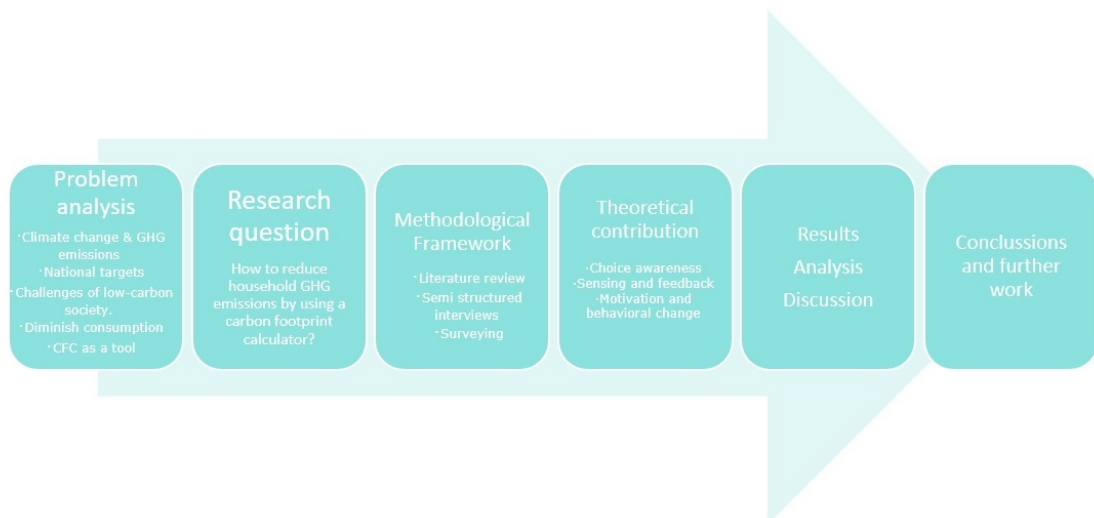 Problem
analysis
·Climate change & GHG
emissions
·National targets
·Challenges of low-carbon
society.
·Diminish consumption
·CFC as a tool
Research
question
How to reduce
household GHG
emissions by using a
carbon footprint
calculator?
Methodological
Framework
·Literature review
·Semi structured
interviews
·Surveying
Theoretical
contribution
·Choice awareness
·Sensing and feedback
·Motivation and
behavioral change
Results
Analysis
Discussion
Conclussions
and further
work